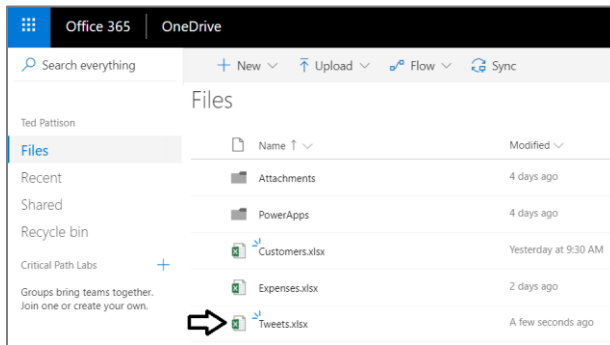 Office 365 OneDrive
Search everything
New Upload Flow Sync
Files
Ted Pattison
Files
Recent
Shared
Recycle bin
Critical Path Labs
Groups bring teams together.
Join one or create your own.
Name Modified
Attachments 4 days ago
PowerApps 4 days ago
Customers.xlsx Yesterday at 9:30 AM
Expenses.xlsx 2 days ago
Tweets.xlsx A few seconds ago